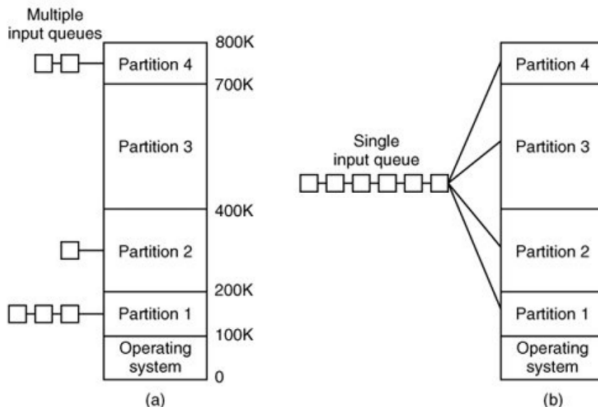 Multiple
input queues
800K
Partition 4
700K
Partition 3
400K
Partition 2
200K
Partition 1
100K
Operating
system
0
(a)
Single
input queue
Partition 4
Partition 3
Partition 2
Partition 1
Operating
system
(b)